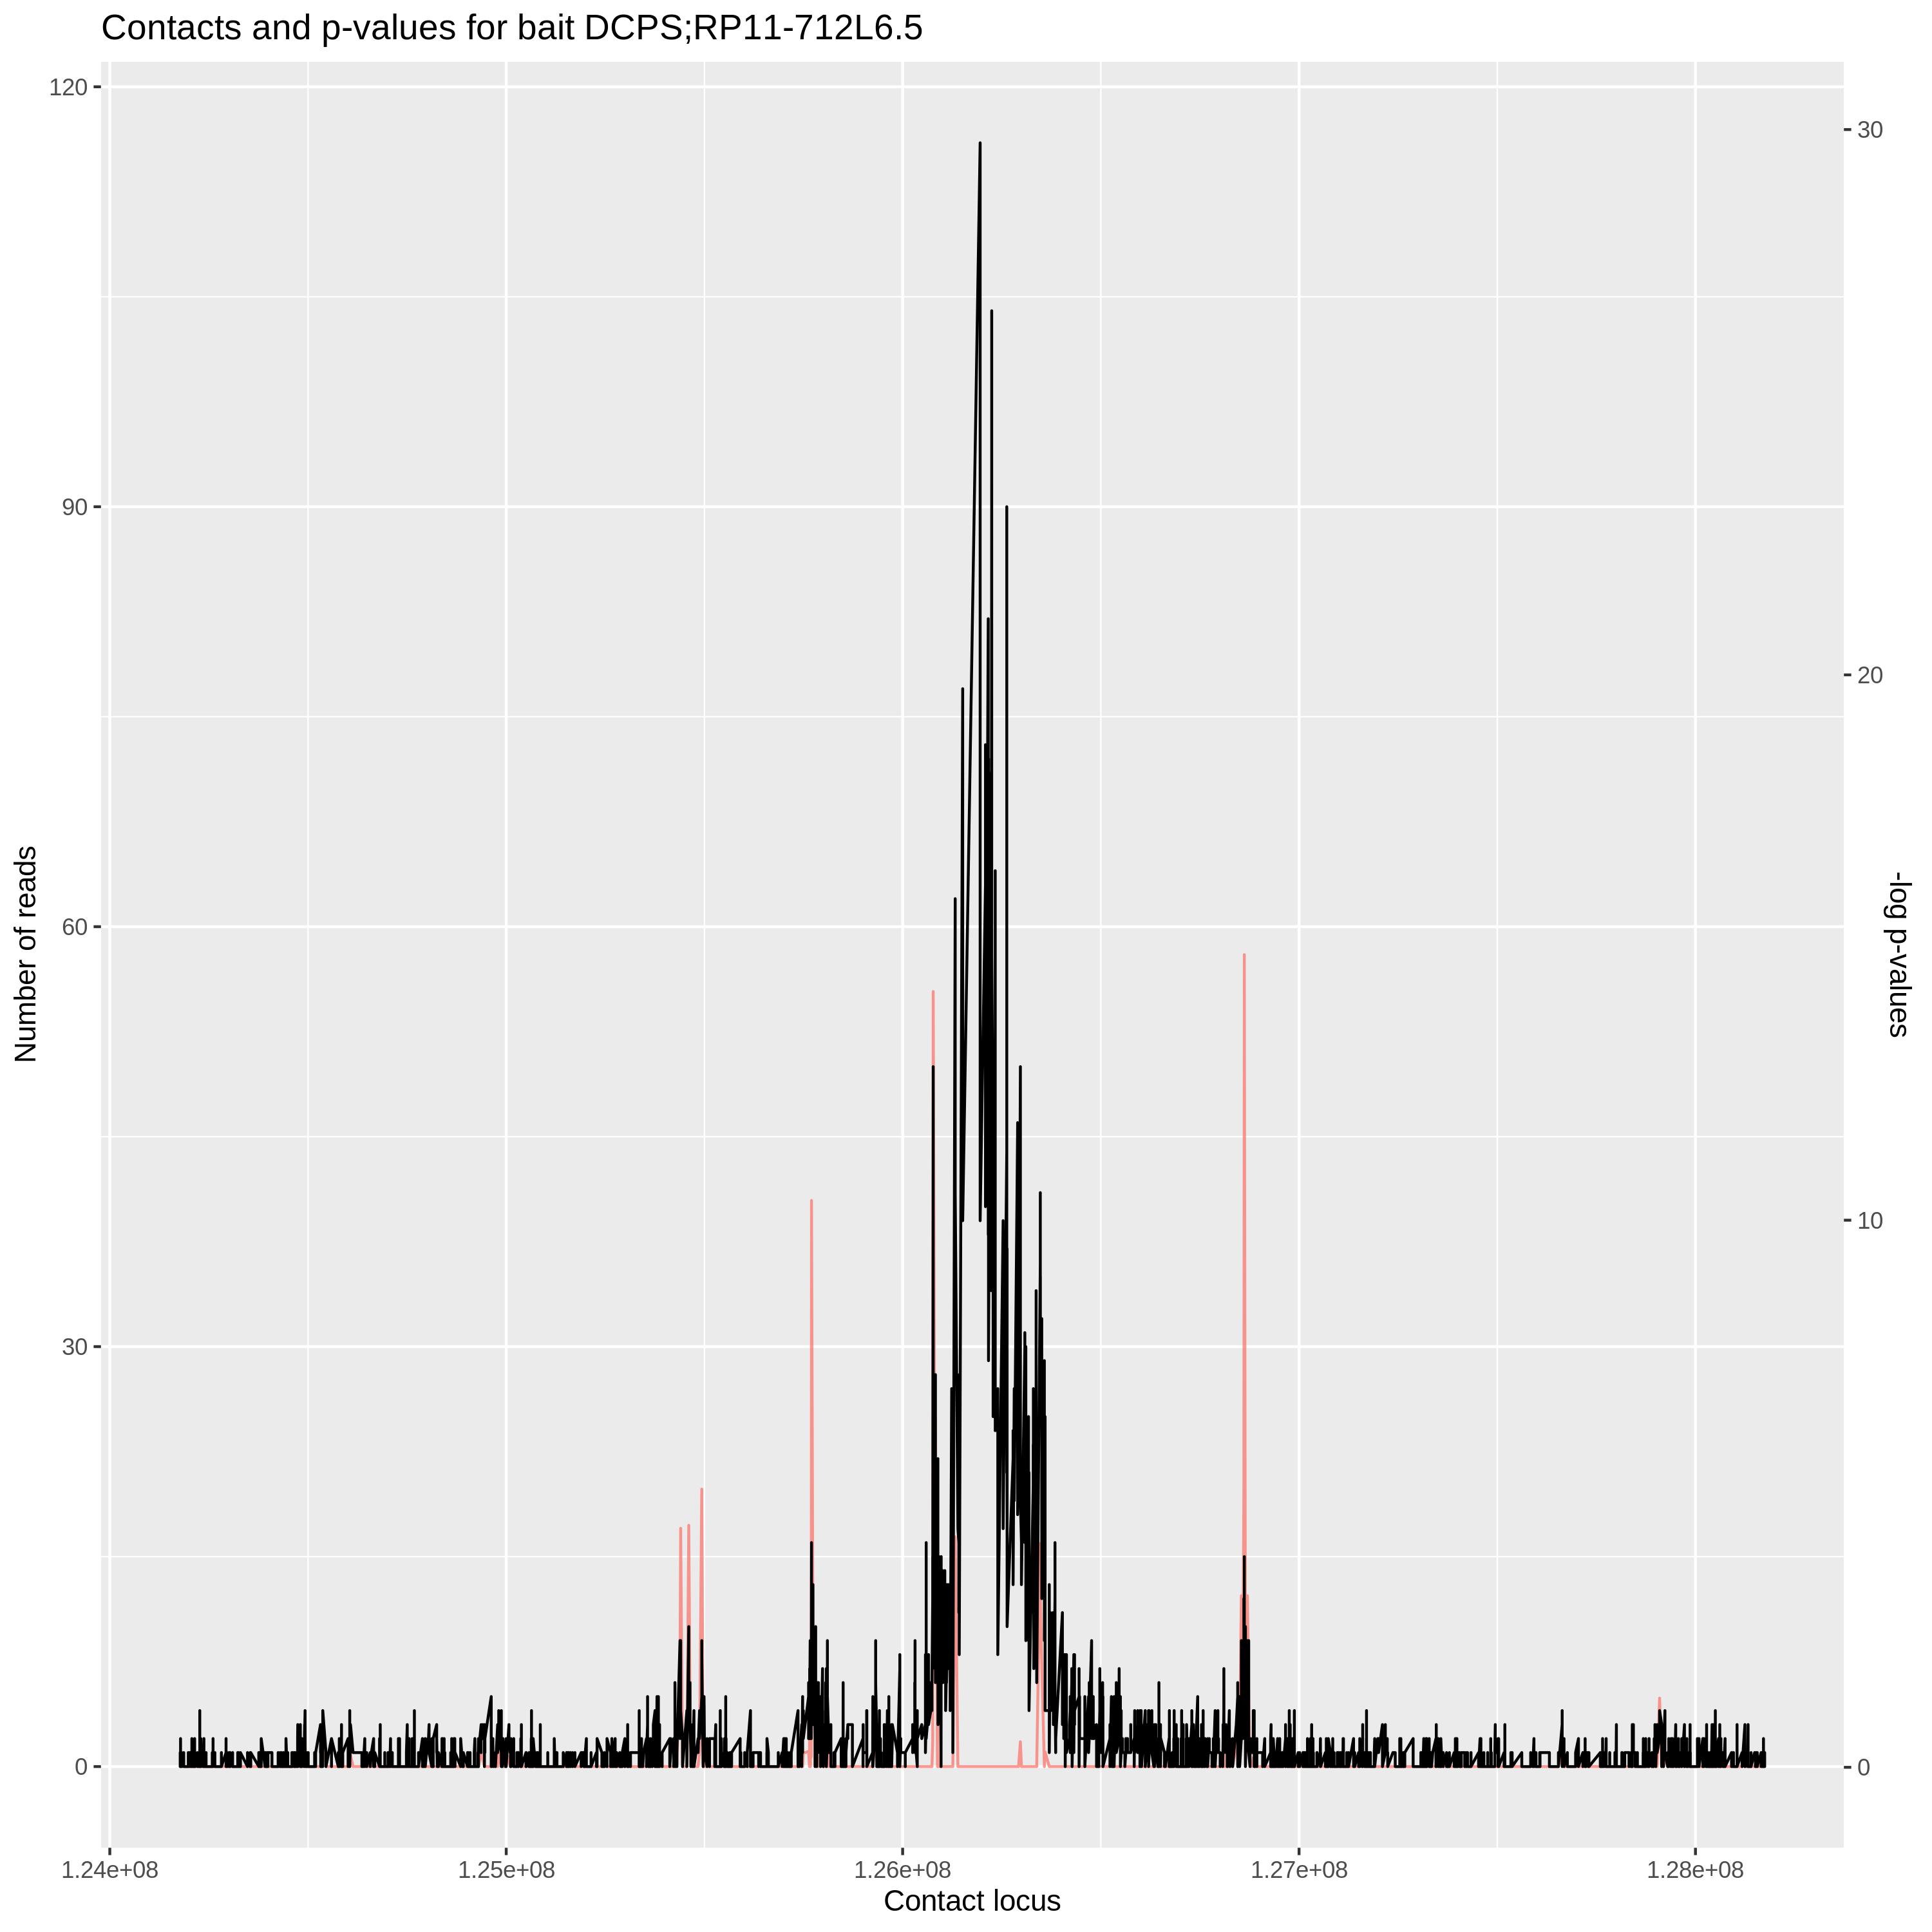 Contacts and p-values for bait DCPS;RP11-712L6.5
120
90
60
30
0
Number of reads
30
20
10
0
-log p-values
1.24e+08
1.25e+08
1.26e+08
1.27e+08
1.28e+08
Contact locus